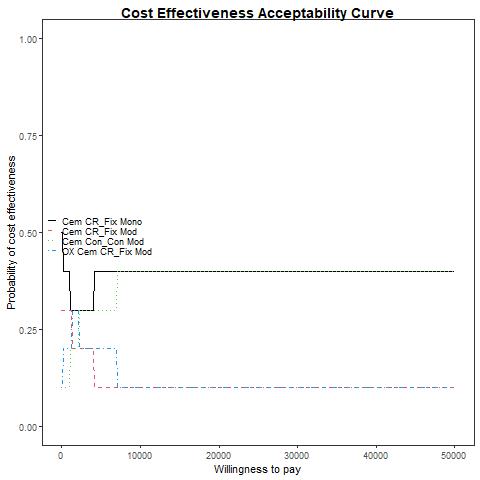 Cost Effectiveness Acceptability Curve
1.00
0.75
0.50
0.25
0.00
Probability of cost effectiveness
Cem CR_Fix Mono
Cem CR_Fix Mod
Cem Con_Con Mod
OX Cem CR_Fix Mod
0 10000 20000 30000 40000 50000
Willingness to pay